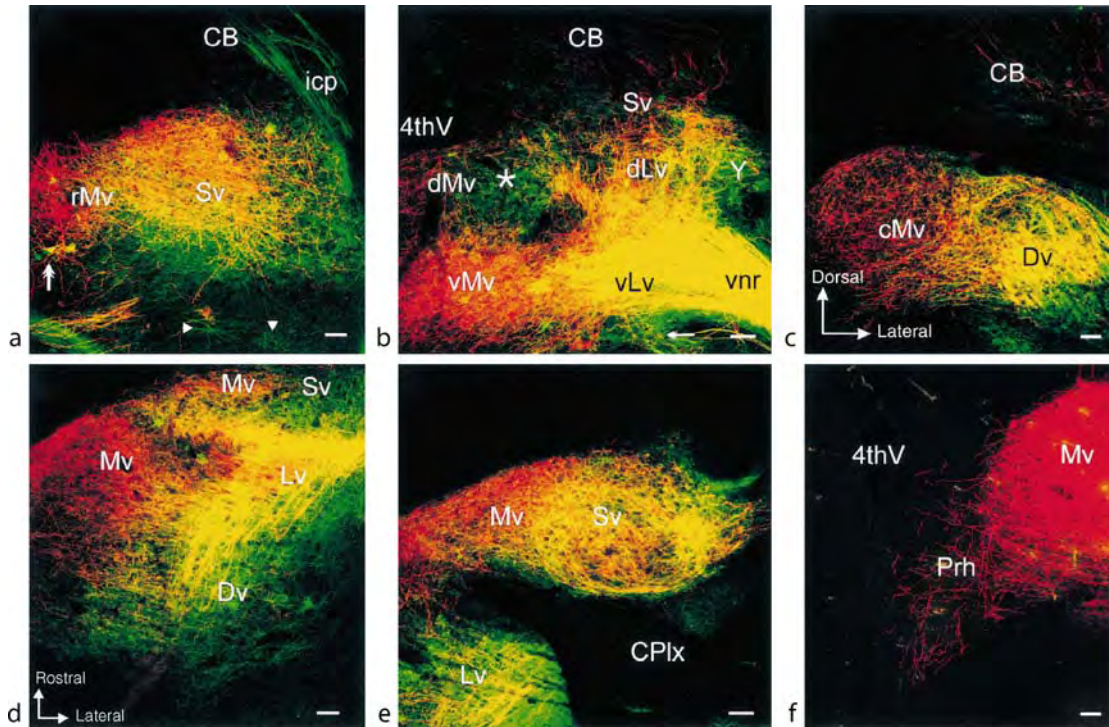 CB
icp
rMv
Sv
a
CB
Sv
4thV
dMv
*
dLv
Y
vMv
vLv
vnr
b
CB
cMv
Dv
Dorsal
Lateral
c
Mv
Sv
Mv
Lv
Dv
Rostral
Lateral
d
Mv
Sv
CPlx
Lv
e
4thV
Mv
Prh
f